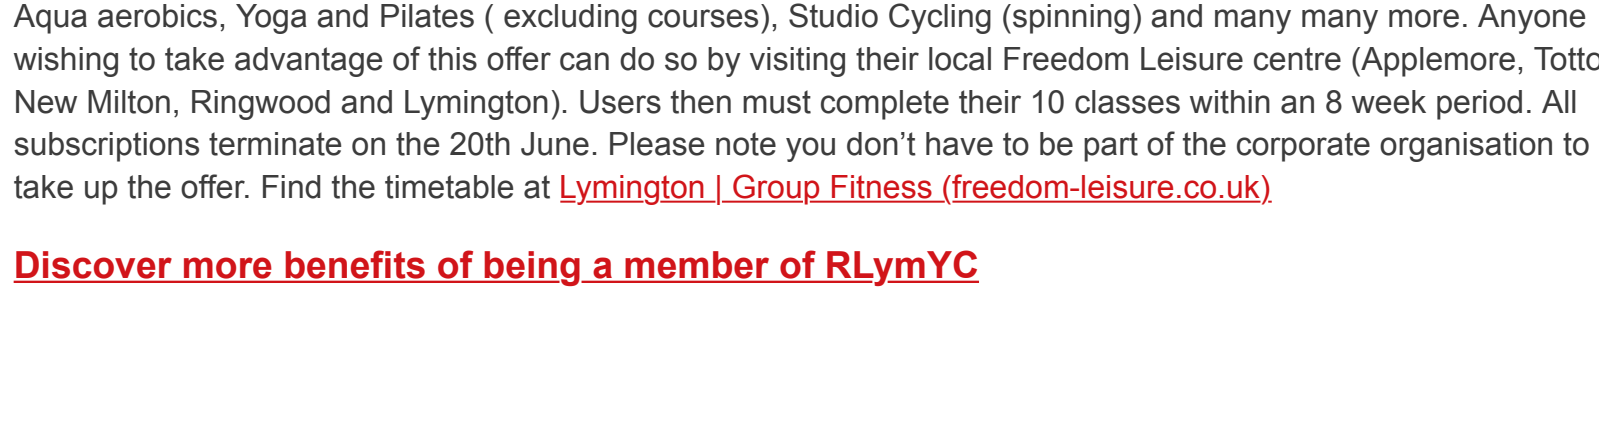 Aqua aerobics, Yoga and Pilates ( excluding courses), Studio Cycling (spinning) and many many more. Anyone
wishing to take advantage of this offer can do so by visiting their local Freedom Leisure centre (Applemore,
New Milton, Ringwood and Lymington). Users then must complete their 10 classes within an 8 week period. All
subscriptions terminate on the 20th June. Please note you don’t have to be part of the corporate organisation to
take up the offer. Find the timetable at Lymington | Group Fitness (freedom-leisure.co.uk)
Discover more benefits of being a member of RLymYC